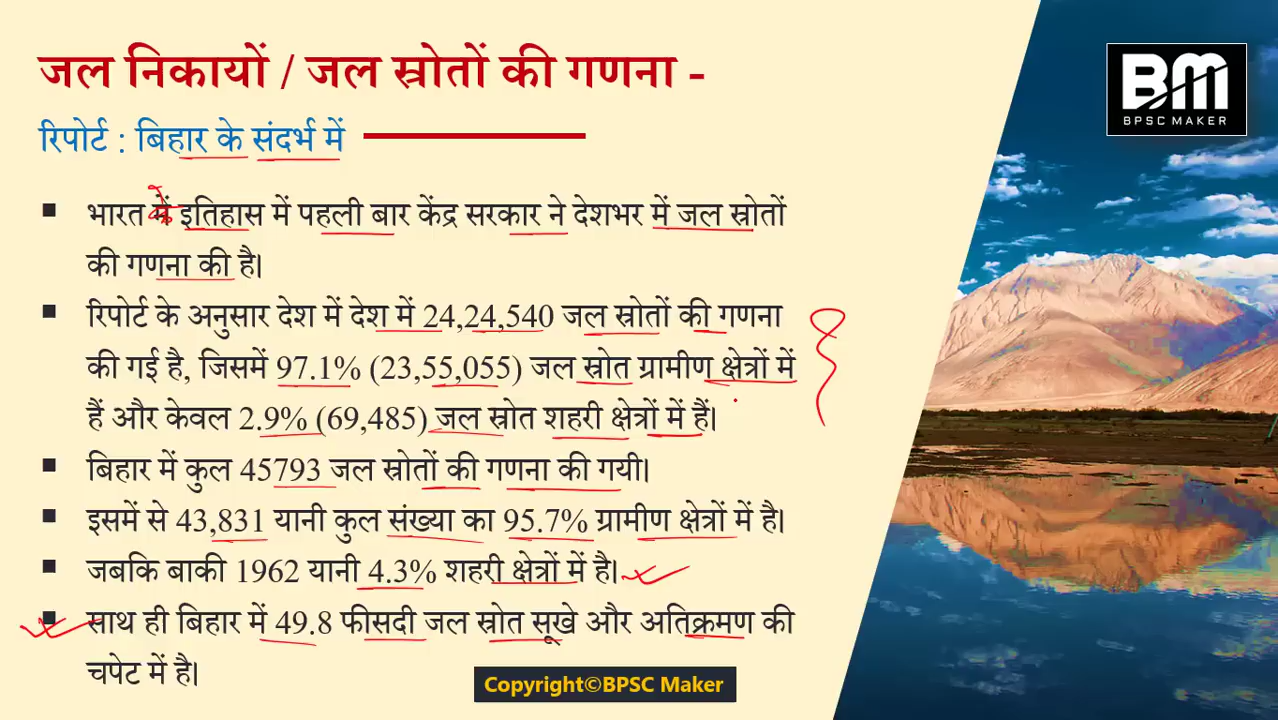 जल निकायों / जल स्रोतों की गणना -
BM
BPSC MAKER
रिपोर्ट : बिहार के संदर्भ में
▪ भारत के इतिहास में पहली बार केंद्र सरकार ने देशभर में जल स्रोतों
की गणना की है।
▪ रिपोर्ट के अनुसार देश में देश में 24,24,540 जल स्रोतों की गणना
की गई है, जिसमें 97.1% (23,55,055) जल स्रोत ग्रामीण क्षेत्रों में
हैं और केवल 2.9% (69,485) जल स्रोत शहरी क्षेत्रों में हैं।
▪ बिहार में कुल 45793 जल स्रोतों की गणना की गयी।
▪ इसमें से 43,831 यानी कुल संख्या का 95.7% ग्रामीण क्षेत्रों में है।
▪ जबकि बाकी 1962 यानी 4.3% शहरी क्षेत्रों में है।
▪ साथ ही बिहार में 49.8 फीसदी जल स्रोत सूखे और अतिक्रमण की
चपेट में है।
Copyright©BPSC Maker